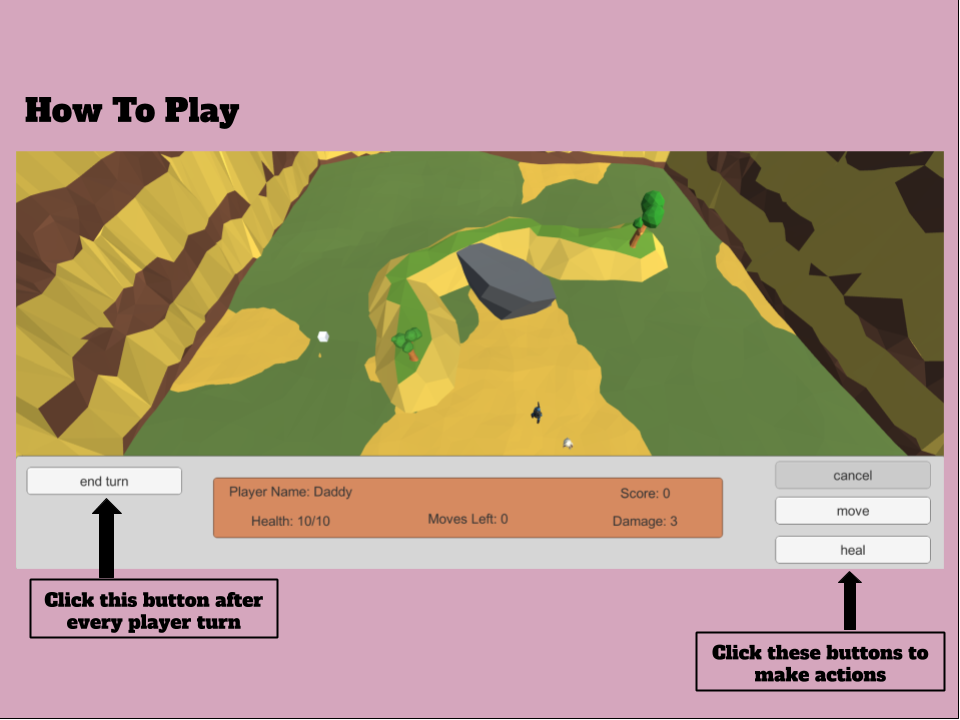 How To Play
end turn
Player Name: Daddy
Score: 0
Health: 10/10
Moves Left: 0
Damage: 3
cancel
move
heal
Click this button after
every player turn
Click these buttons to
make actions